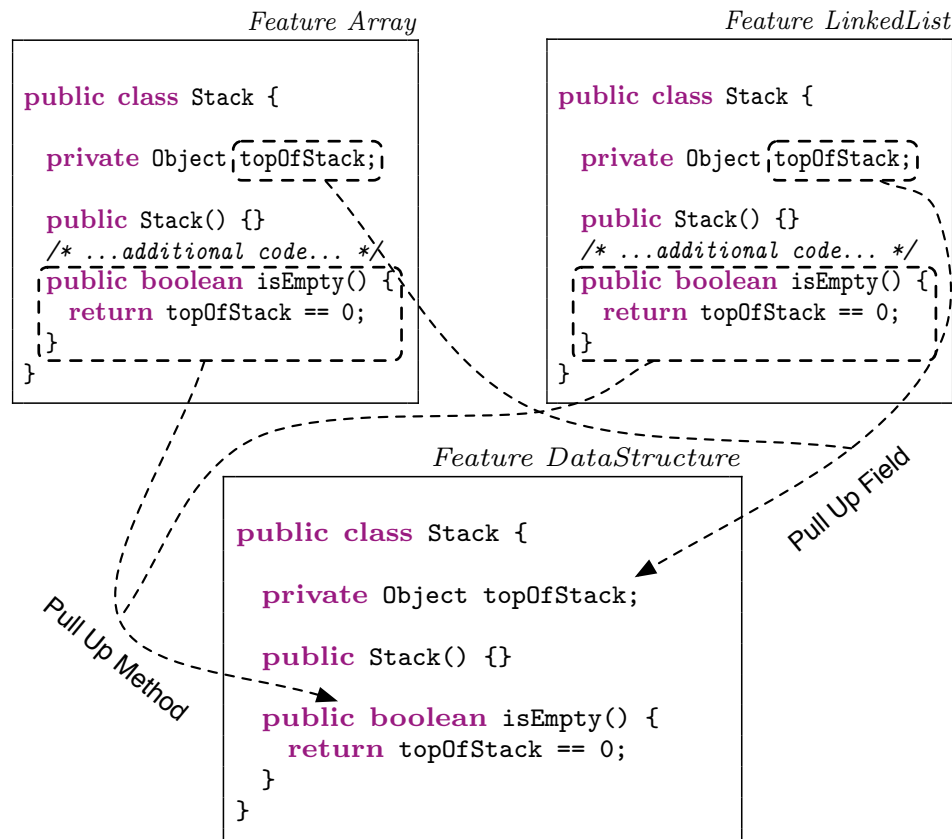 Feature Array
public class Stack {
private Object topOfStack;
public Stack() {}
/* ...additional code... */
public boolean isEmpty() {
return topOfStack == 0;
}
}
Feature LinkedList
public class Stack {
private Object topOfStack;
public Stack() {}
/* ...additional code... */
public boolean isEmpty() {
return topOfStack == 0;
}
}
Pull Up Field
Pull Up Method
Feature DataStructure
public class Stack {
private Object topOfStack;
public Stack() {}
public boolean isEmpty() {
return topOfStack == 0;
}
}